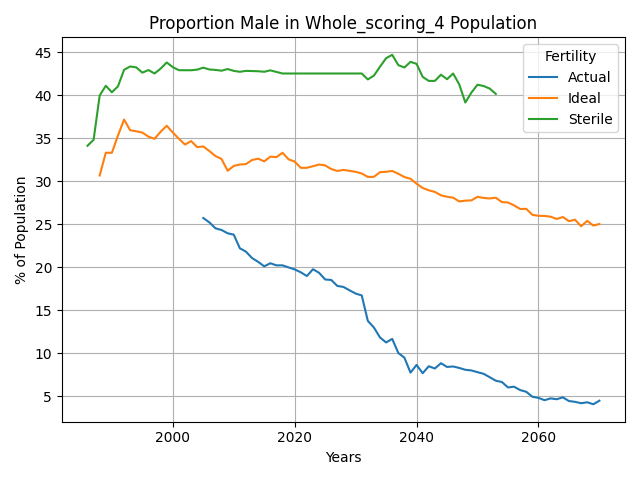 Proportion Male in Whole_scoring_4 Population
% of Population
45
40
35
30
25
20
15
10
5
Fertility
Actual
Ideal
Sterile
2000 2020 2040 2060
Years